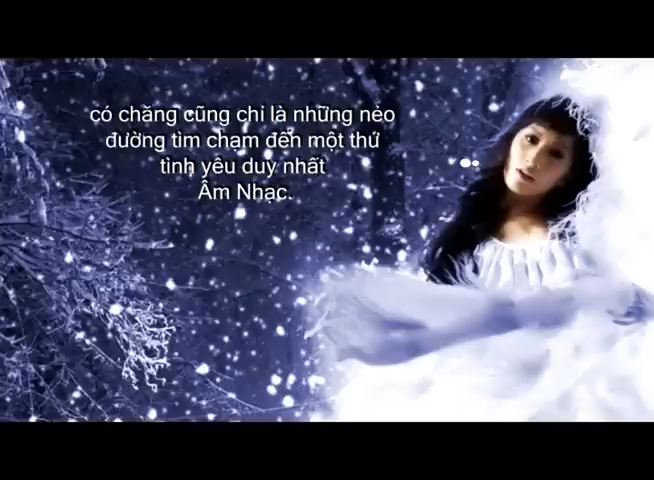 có chăng cũng chỉ là những nẻo
đường tìm chạm đến một thứ
tình yêu duy nhất
Âm Nhạc.